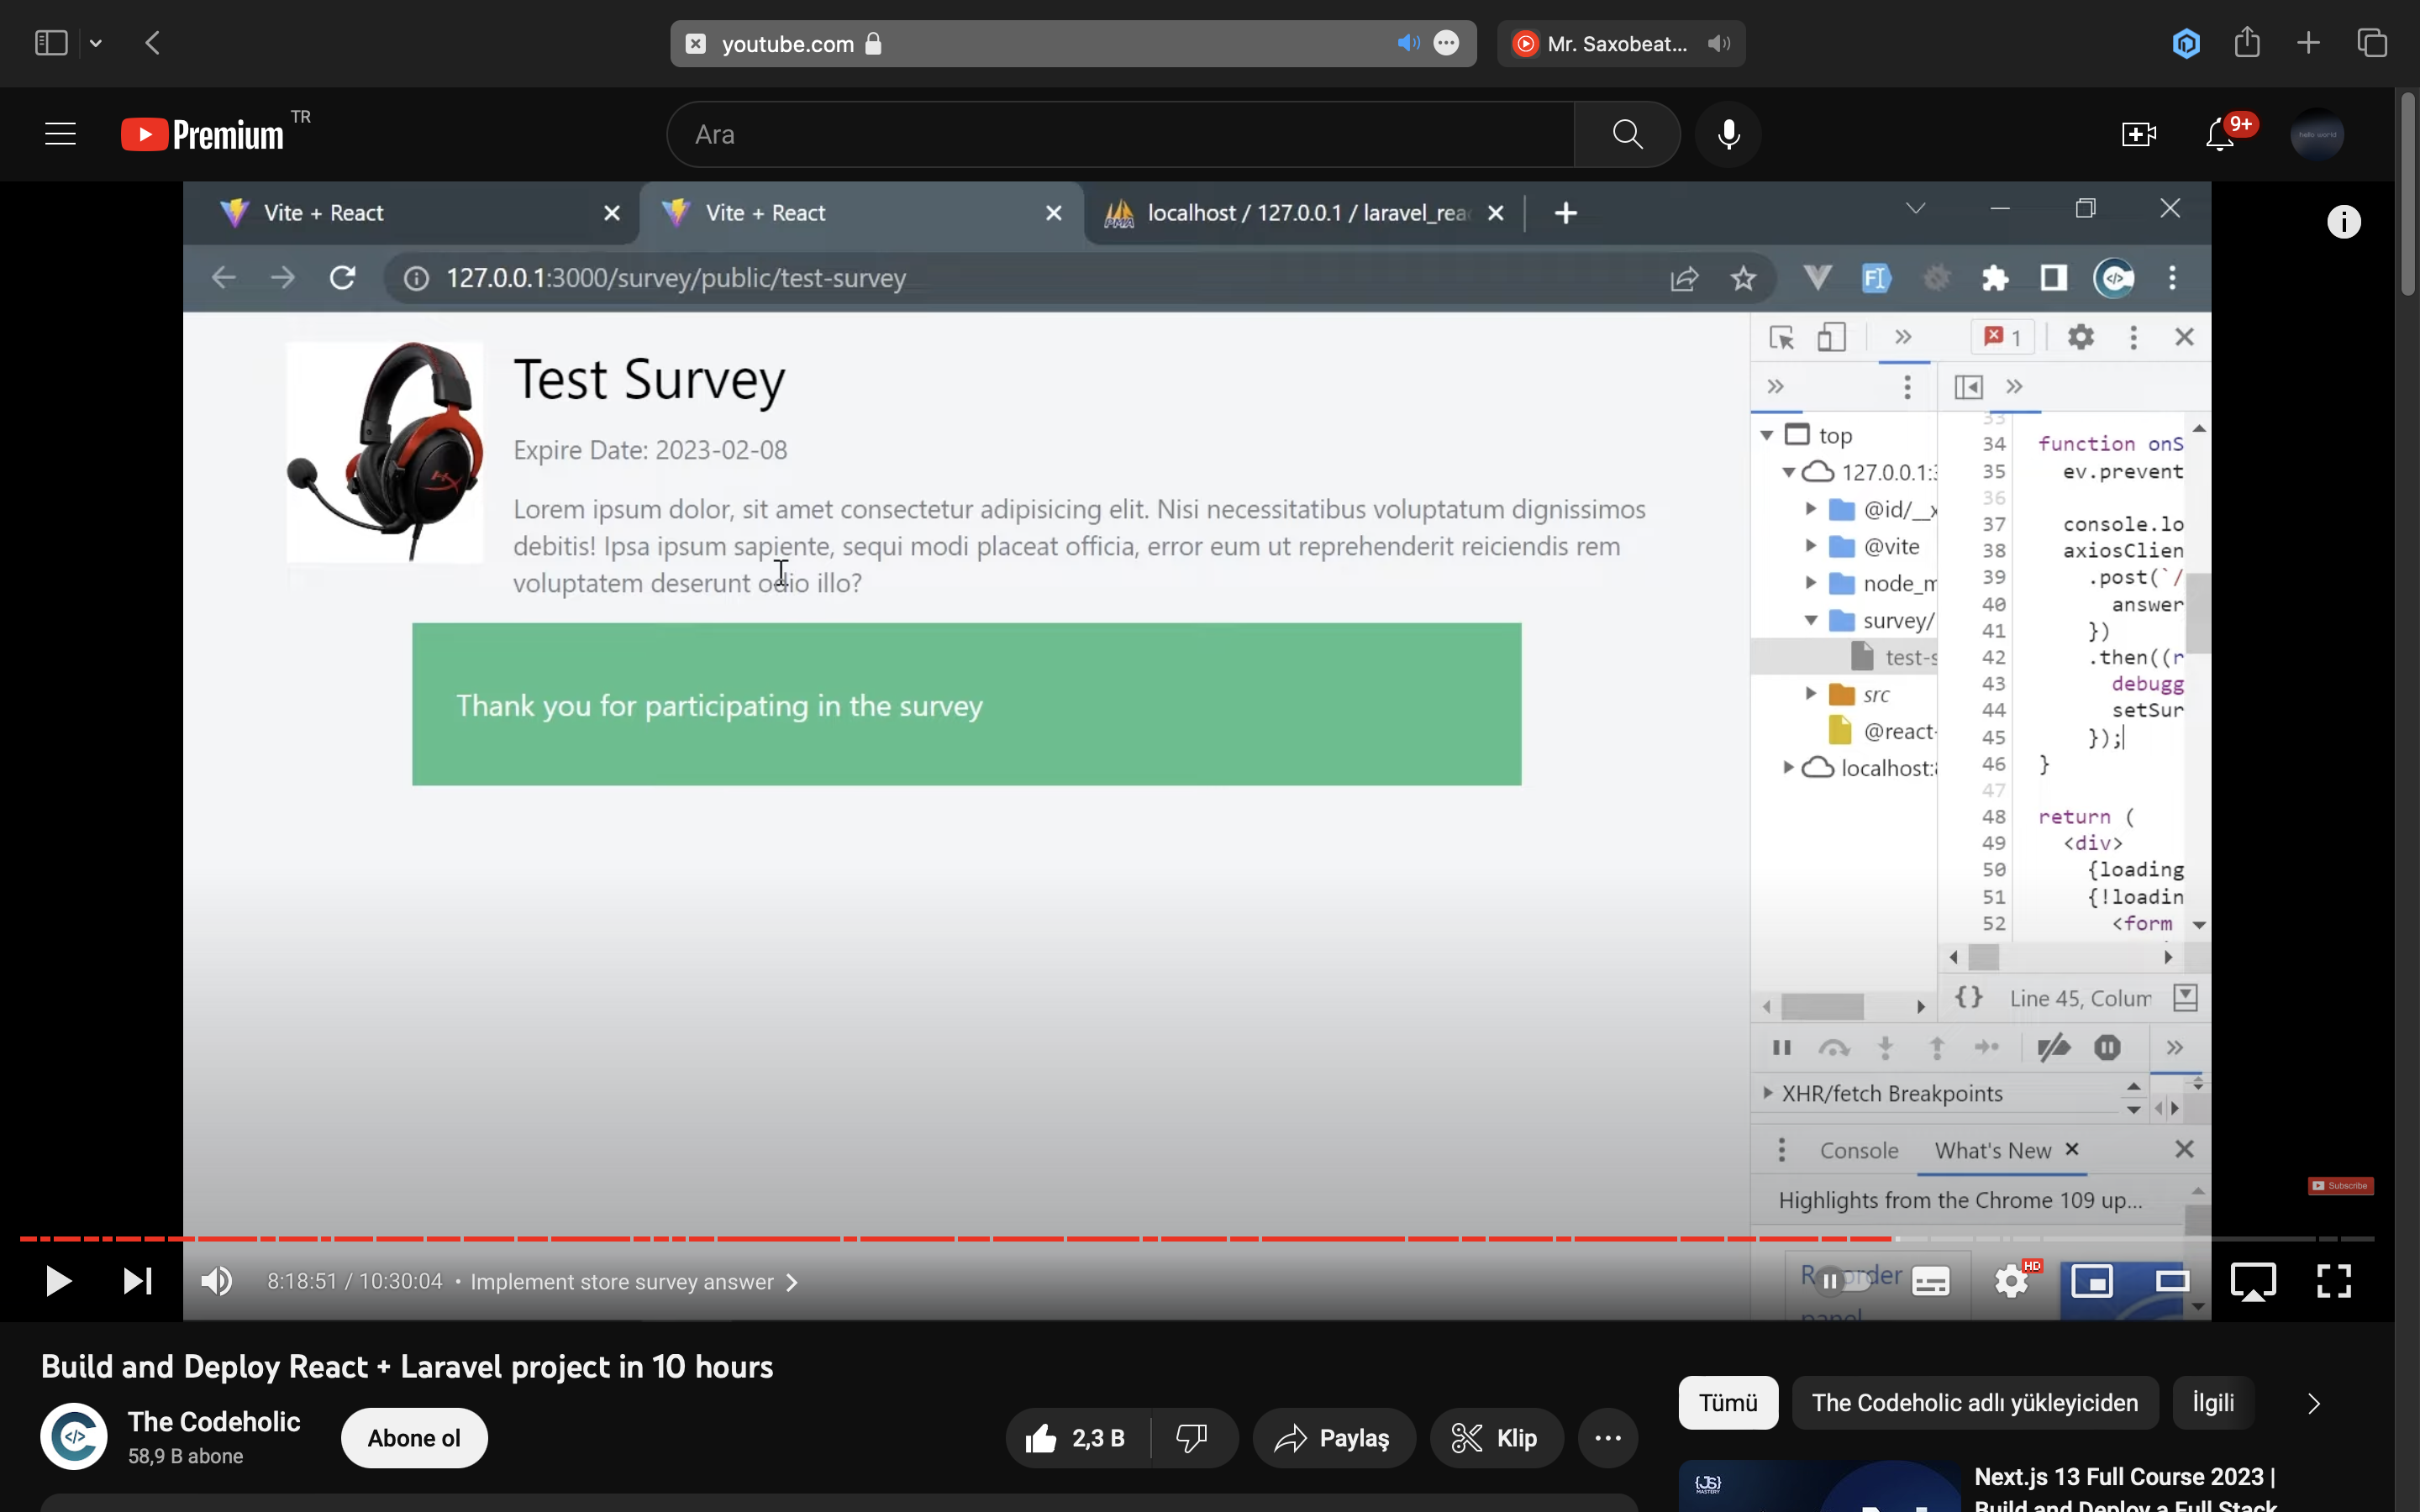 youtube.com
Mr. Saxobeat...
Premium TR
Ara
9+
hello world
Vite + React
Vite + React
localhost / 127.0.0.1 / laravel_rea
127.0.0.1:3000/survey/public/test-survey
Test Survey
Expire Date: 2023-02-08
Lorem ipsum dolor, sit amet consectetur adipisicing elit. Nisi necessitatibus voluptatum dignissimos
debitis! Ipsa ipsum sapiente, sequi modi placeat officia, error eum ut reprehenderit reiciendis rem
voluptatem deserunt odio illo?
Thank you for participating in the survey
1
top
127.0.0.1:3
@id/__x
@vite
node_m
survey/
test-s
src
@react-
localhost:8
33
34 function onS
35 ev.prevent
36
37 console.lo
38 axiosClien
39 .post(`/
40 answer
41 })
42 .then((r
43 debugg
44 setSur
45 });
46 }
47
48 return (
49 <div>
50 {loading
51 {!loadin
52 <form
{} Line 45, Colum
XHR/fetch Breakpoints
Console
What's New
Highlights from the Chrome 109 up...
Subscribe
8:18:51 / 10:30:04 • Implement store survey answer
HD
panel
Build and Deploy React + Laravel project in 10 hours
The Codeholic
58,9 B abone
Abone ol
2,3 B
Paylaş
Klip
Tümü
The Codeholic adlı yükleyiciden
İlgili
{JS}
MASTERY
Next.js 13 Full Course 2023 |
Build and Deploy a Full Stack